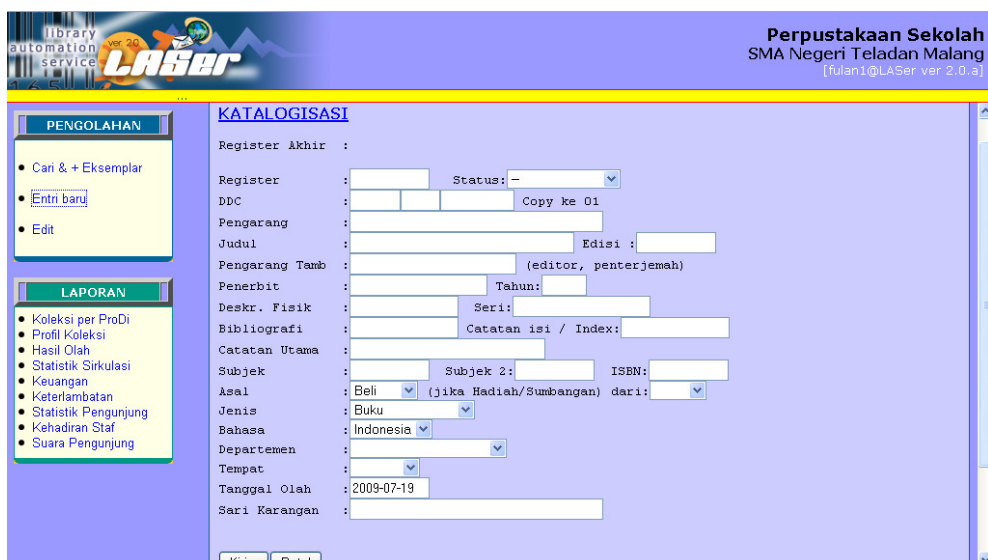 library
automation
service
ver. 2.0
LASer
Perpustakaan Sekolah
SMA Negeri Teladan Malang
[fulan1@LASer ver 2.0.a]
...
PENGOLAHAN
Cari & + Eksemplar
Entri baru
Edit
LAPORAN
Koleksi per ProDi
Profil Koleksi
Hasil Olah
Statistik Sirkulasi
Keuangan
Keterlambatan
Statistik Pengunjung
Kehadiran Staf
Suara Pengunjung
KATALOGISASI
Register Akhir :
Register : Status: —
DDC : Copy ke 01
Pengarang :
Judul : Edisi :
Pengarang Tamb : (editor, penterjemah)
Penerbit : Tahun:
Deskr. Fisik : Seri:
Bibliografi : Catatan isi / Index:
Catatan Utama :
Subjek : Subjek 2: ISBN:
Asal : Beli (jika Hadiah/Sumbangan) dari:
Jenis : Buku
Bahasa : Indonesia
Departemen :
Tempat :
Tanggal Olah : 2009-07-19
Sari Karangan :